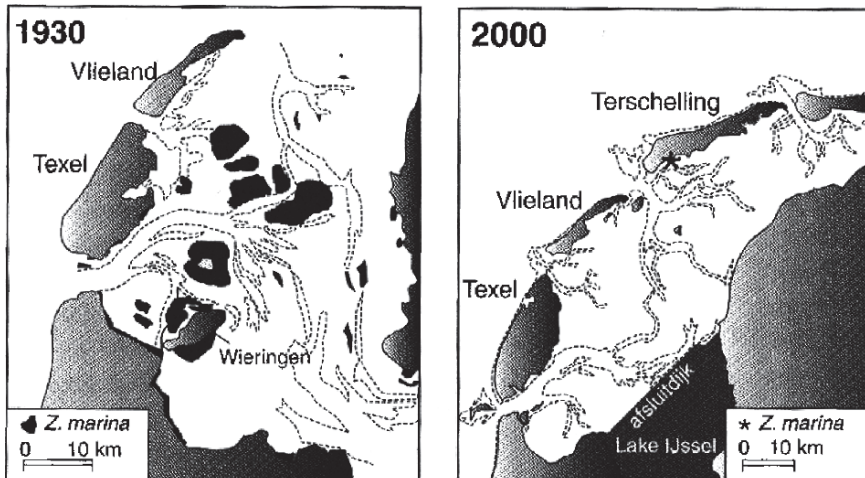 1930
Vlieland
Texel
Wieringen
Z. marina
0 10 km
2000
Terschelling
Vlieland
Texel
afsluitdijk
Lake IJssel
* Z. marina
0 10 km